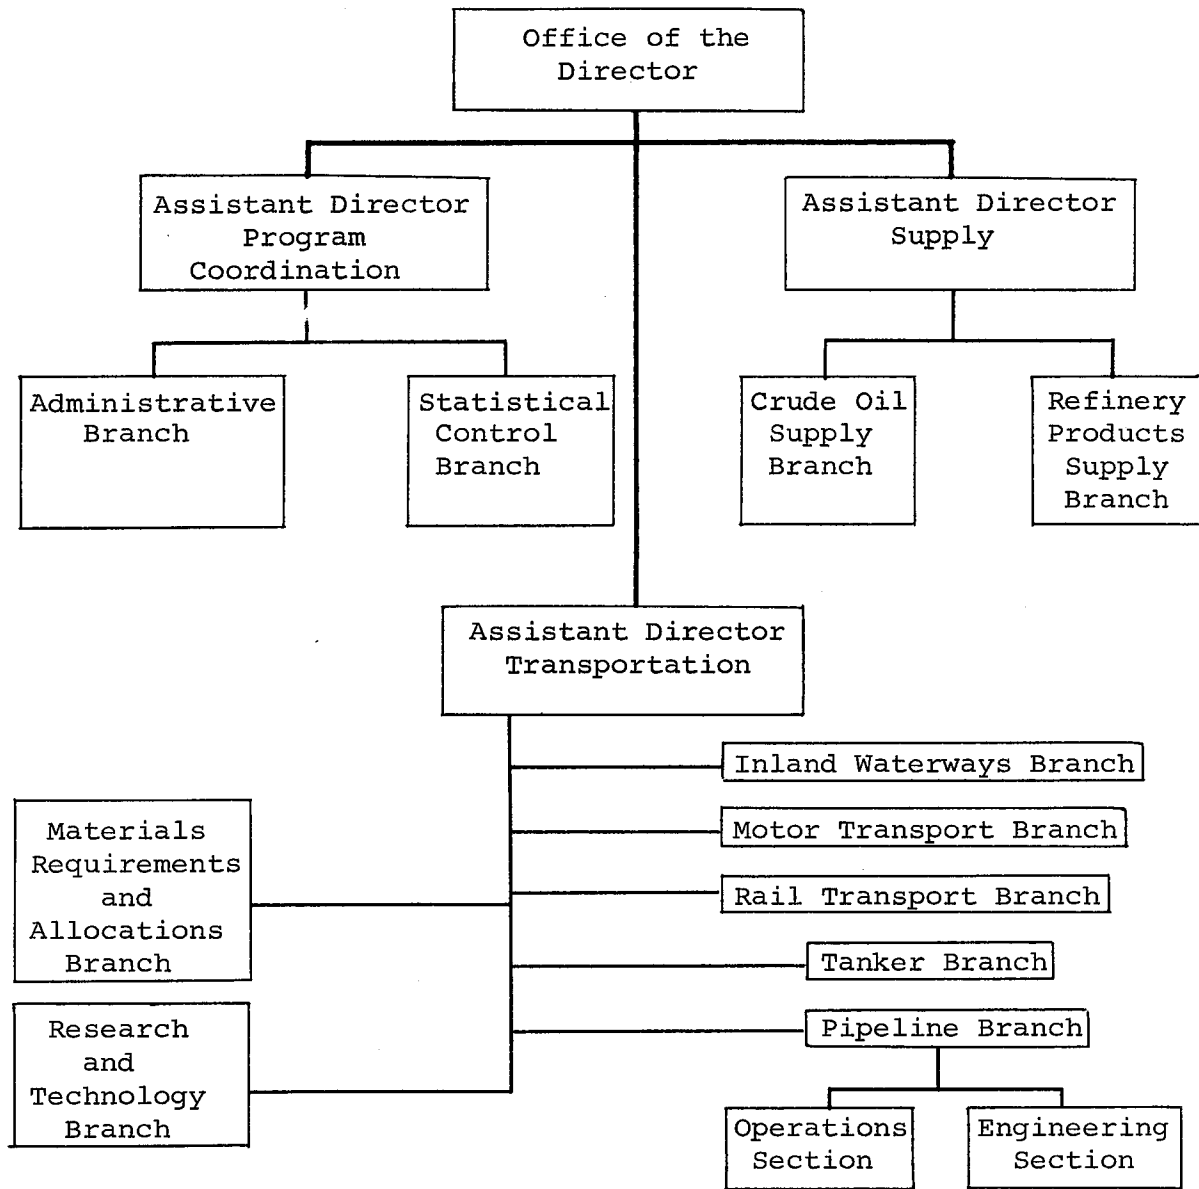 Office of the
Director
Assistant Director
Program
Coordination
Assistant Director
Supply
Administrative
Branch
Statistical
Control
Branch
Crude Oil
Supply
Branch
Refinery
Products
Supply
Branch
Assistant Director
Transportation
Inland Waterways Branch
Motor Transport Branch
Rail Transport Branch
Tanker Branch
Pipeline Branch
Operations
Section
Engineering
Section
Materials
Requirements
and
Allocations
Branch
Research
and
Technology
Branch